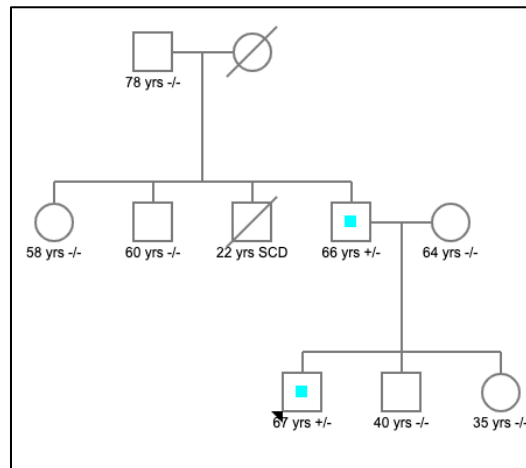 78 yrs -/-
58 yrs -/- 60 yrs -/- 22 yrs SCD 66 yrs +/- 64 yrs -/-
67 yrs +/- 40 yrs -/- 35 yrs -/-